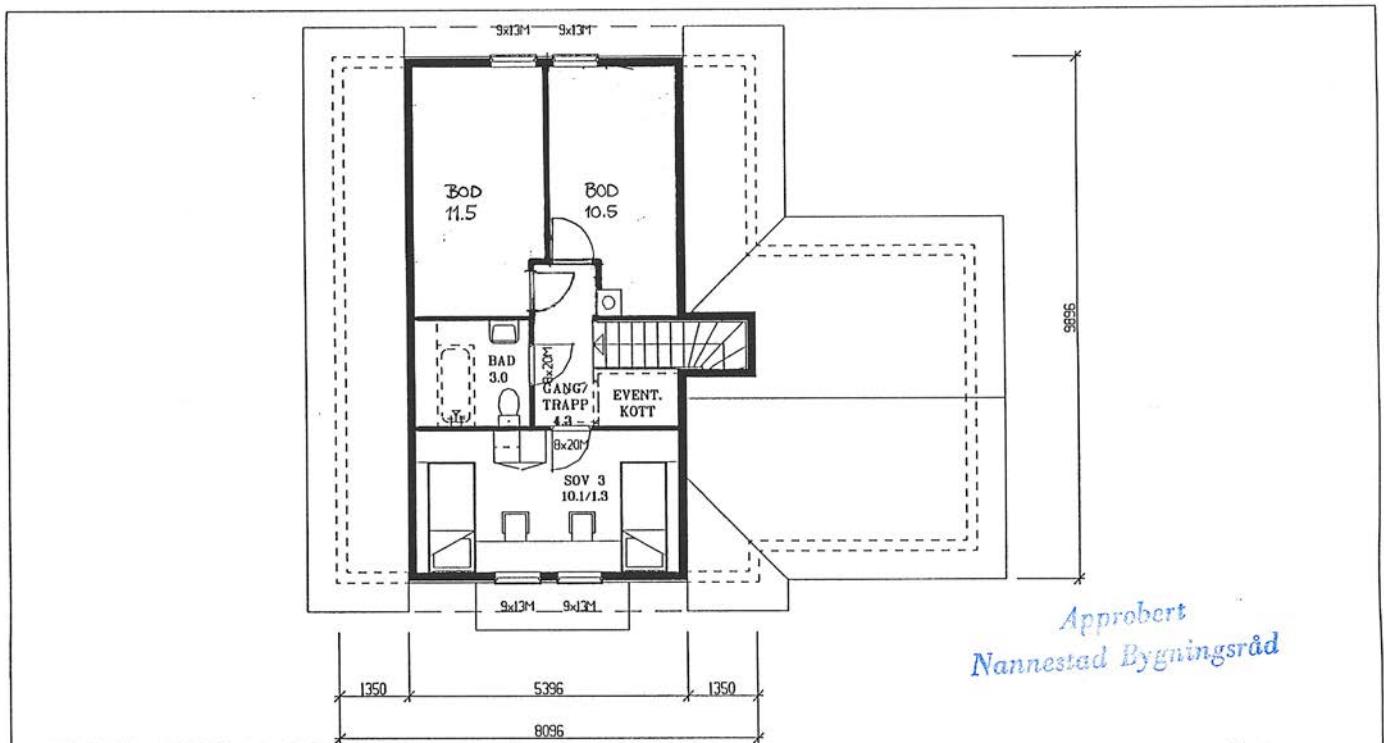 9x13M 9x13M
BOD
11.5
BOD
10.5
9896
BAD
3.0
8x20M
GANG/
TRAPP
4.3
EVENT.
KOTT
8x20M
SOV 3
10.1/1.3
9x13M 9x13M
Approbert
Nannestad Bygningsråd
1350 5396 1350
8096